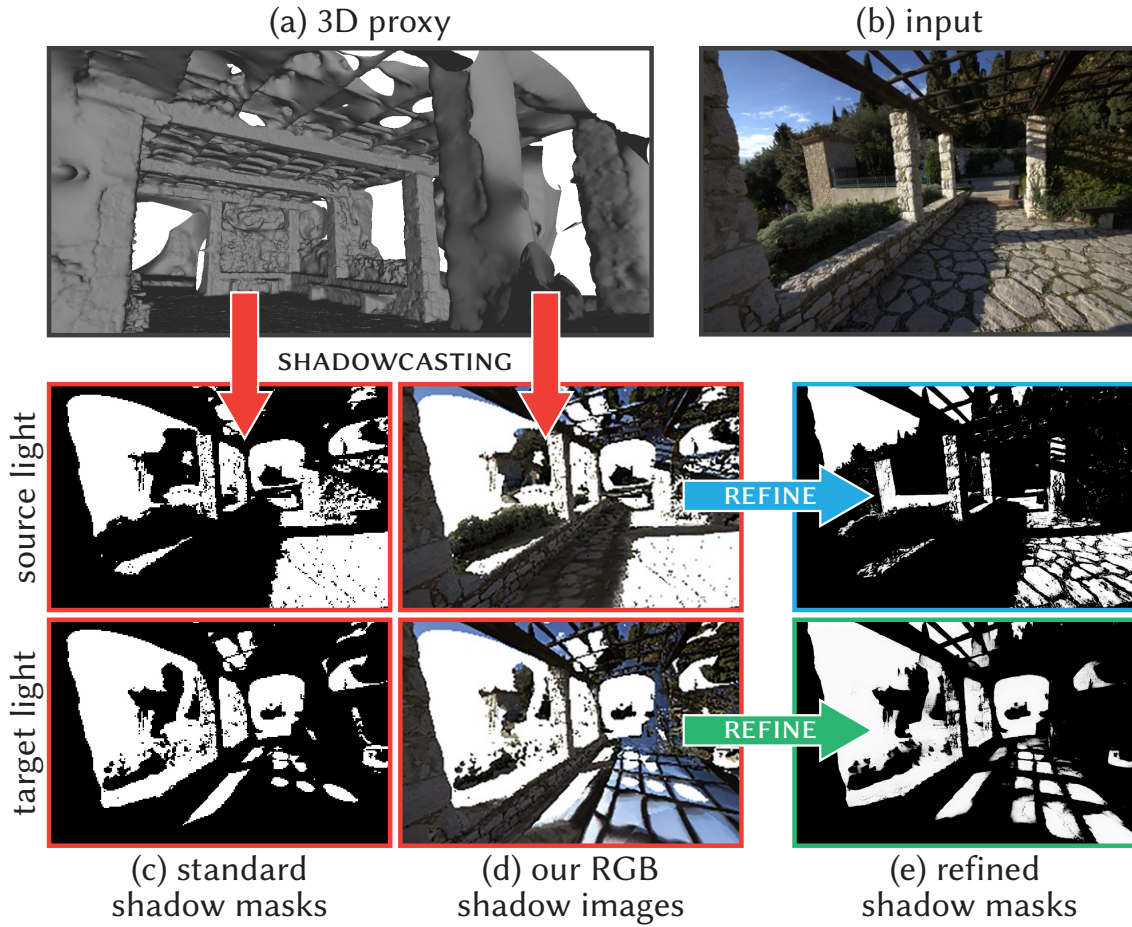 (a) 3D proxy
(b) input
SHADOWCASTING
source light
REFINE
target light
REFINE
(c) standard
shadow masks
(d) our RGB
shadow images
(e) refined
shadow masks